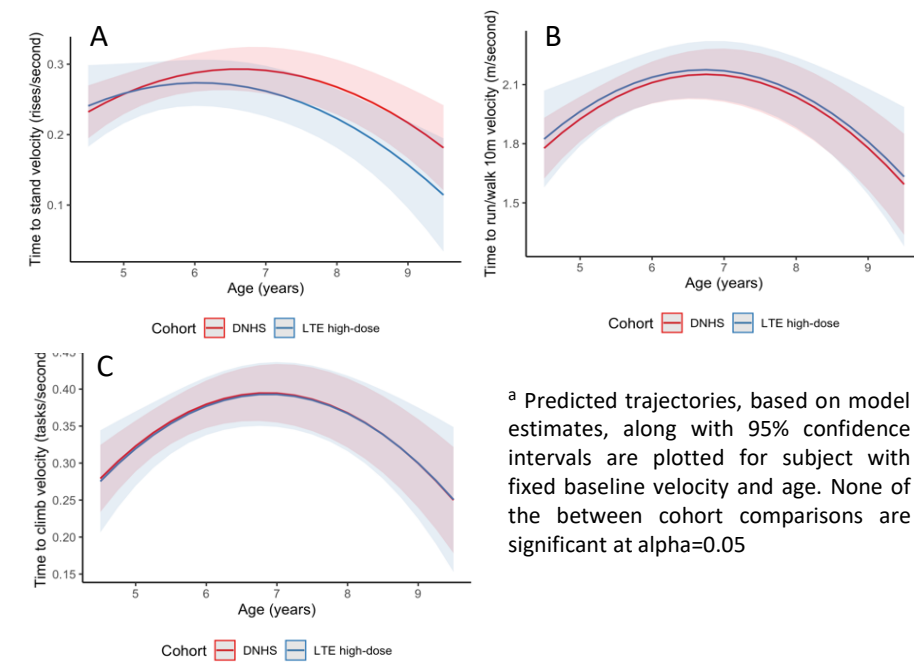 A
Time to stand velocity (rises/second)
0.3
0.2
0.1
5 6 7 8 9
Age (years)
Cohort DNHS LTE high-dose
B
Time to run/walk 10m velocity (m/second)
2.1
1.8
1.5
5 6 7 8 9
Age (years)
Cohort DNHS LTE high-dose
C
Time to climb velocity (tasks/second)
0.45
0.40
0.35
0.30
0.25
0.20
0.15
5 6 7 8 9
Age (years)
Cohort DNHS LTE high-dose
a Predicted trajectories, based on model
estimates, along with 95% confidence
intervals are plotted for subject with
fixed baseline velocity and age. None of
the between cohort comparisons are
significant at alpha=0.05